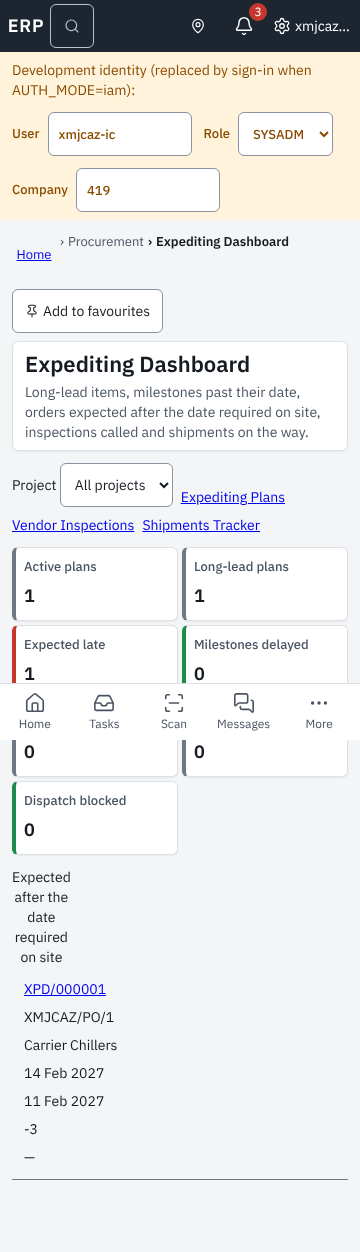 ERP
3
xmjcaz...
Development identity (replaced by sign-in when
AUTH_MODE=iam):
User xmjcaz-ic Role SYSADM
Company 419
Home › Procurement › Expediting Dashboard
Add to favourites
Expediting Dashboard
Long-lead items, milestones past their date,
orders expected after the date required on site,
inspections called and shipments on the way.
Project All projects Expediting Plans
Vendor Inspections Shipments Tracker
Active plans Long-lead plans
1 1
Expected late Milestones delayed
1 0
Home Tasks Scan Messages More
0 0
Dispatch blocked
0
Expected
after the
date
required
on site
XPD/000001
XMJCAZ/PO/1
Carrier Chillers
14 Feb 2027
11 Feb 2027
-3
—